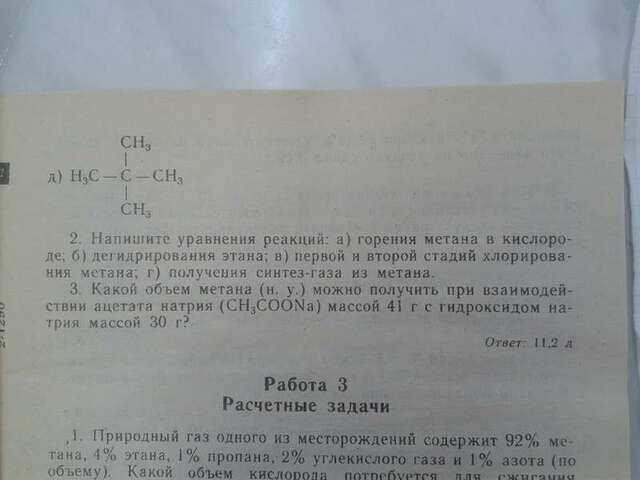 CH₃
|
д) H₃C—C—CH₃
|
CH₃
2. Напишите уравнения реакций: а) горения метана в кислоро-
де; б) дегидрирования этана; в) первой и второй стадий хлорирова-
ния метана; г) получения синтез-газа из метана.
3. Какой объем метана (н. у.) можно получить при взаимодей-
ствии ацетата натрия (CH₃COONa) массой 41 г с гидроксидом на-
трия массой 30 г?
Ответ: 11,2 л
Работа 3
Расчетные задачи
1. Природный газ одного из месторождений содержит 92% ме-
тана, 4% этана, 1% пропана, 2% углекислого газа и 1% азота (по
объему). Какой объем кислорода потребуется для сжигания